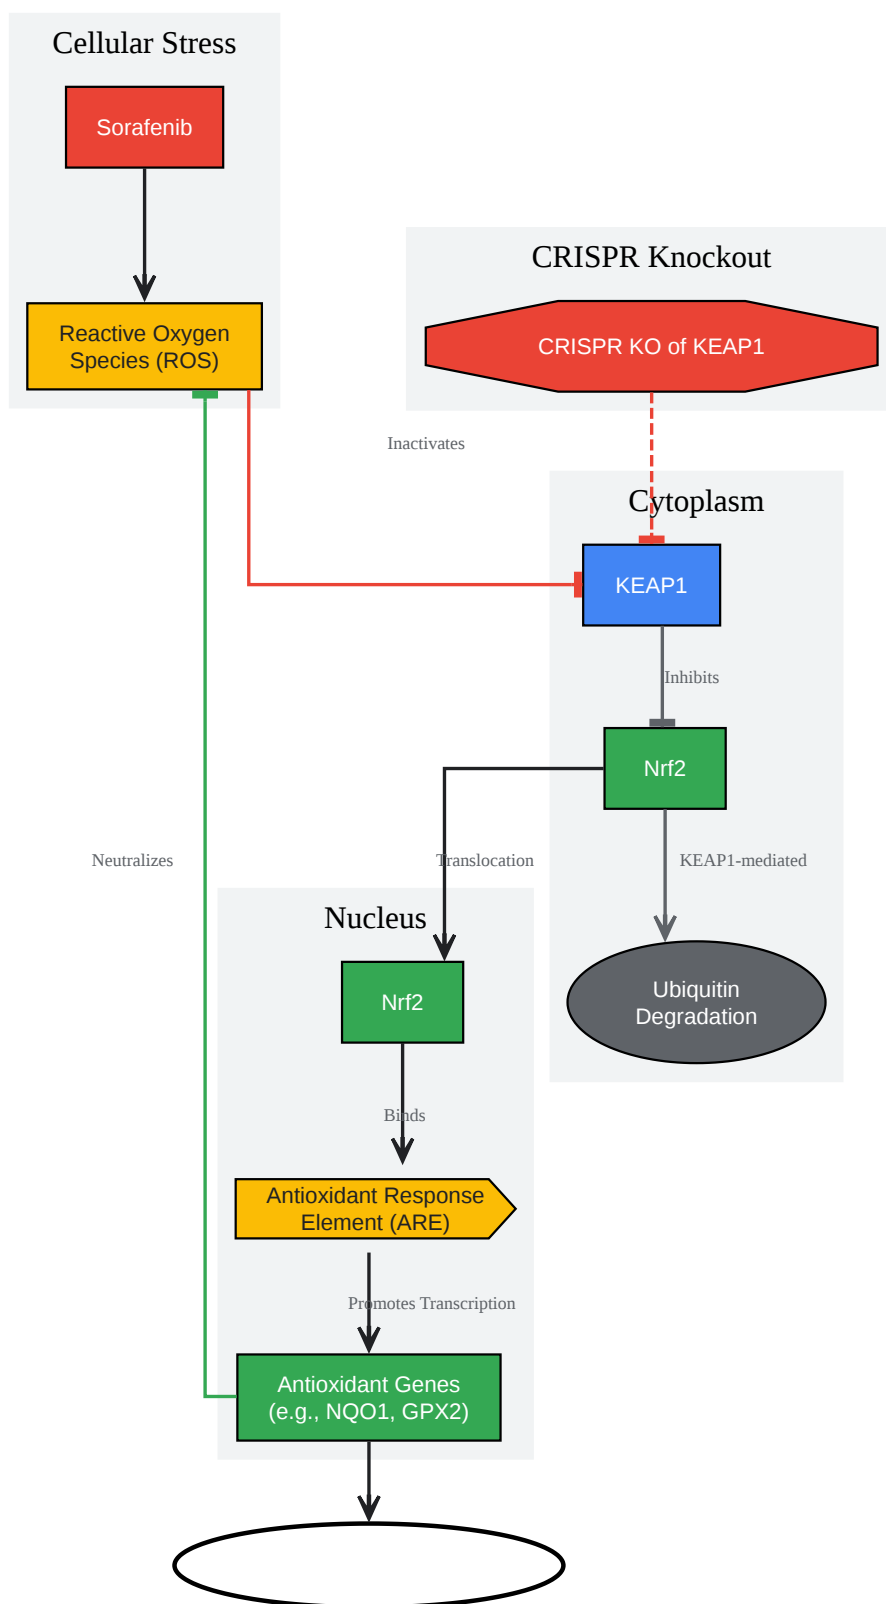 Cellular Stress
Sorafenib
Reactive Oxygen
Species (ROS)
CRISPR Knockout
CRISPR KO of KEAP1
Inactivates
Cytoplasm
KEAP1
Inhibits
Nrf2
Neutralizes
Translocation
KEAP1-mediated
Nucleus
Nrf2
Ubiquitin
Degradation
Binds
Antioxidant Response
Element (ARE)
Promotes Transcription
Antioxidant Genes
(e.g., NQO1, GPX2)